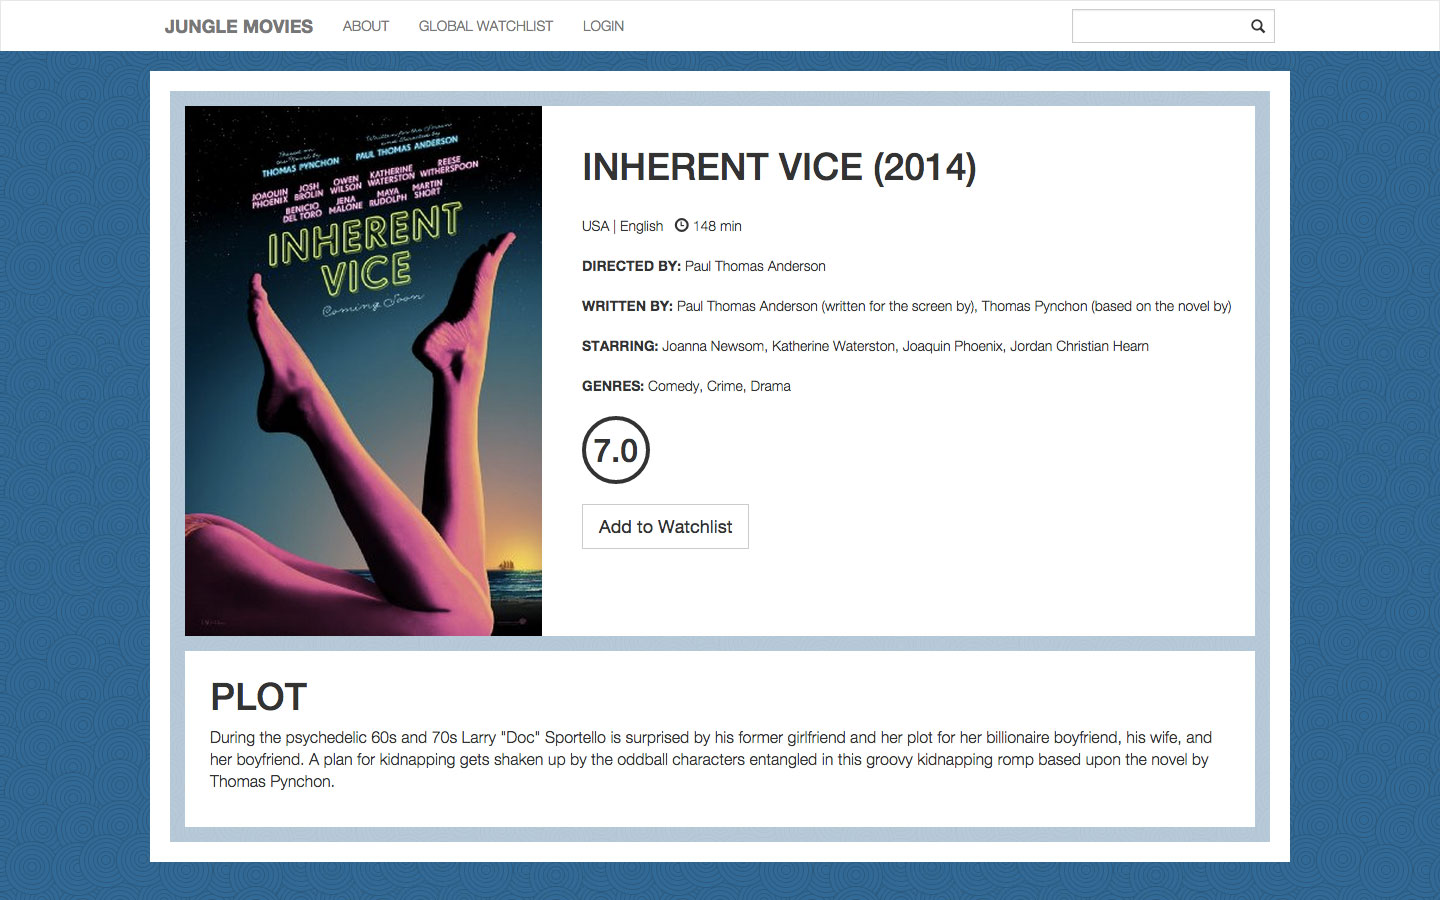 JUNGLE MOVIES ABOUT GLOBAL WATCHLIST LOGIN
Based on
the Novel by
THOMAS PYNCHON
Written for the Screen
and Directed by
PAUL THOMAS ANDERSON
JOAQUIN PHOENIX JOSH BROLIN OWEN WILSON KATHERINE WATERSTON REESE WITHERSPOON
BENICIO DEL TORO JENA MALONE MAYA RUDOLPH MARTIN SHORT
INHERENT
VICE
Coming Soon
INHERENT VICE (2014)
USA | English 148 min
DIRECTED BY: Paul Thomas Anderson
WRITTEN BY: Paul Thomas Anderson (written for the screen by), Thomas Pynchon (based on the novel by)
STARRING: Joanna Newsom, Katherine Waterston, Joaquin Phoenix, Jordan Christian Hearn
GENRES: Comedy, Crime, Drama
7.0
Add to Watchlist
PLOT
During the psychedelic 60s and 70s Larry "Doc" Sportello is surprised by his former girlfriend and her plot for her billionaire boyfriend, his wife, and
her boyfriend. A plan for kidnapping gets shaken up by the oddball characters entangled in this groovy kidnapping romp based upon the novel by
Thomas Pynchon.